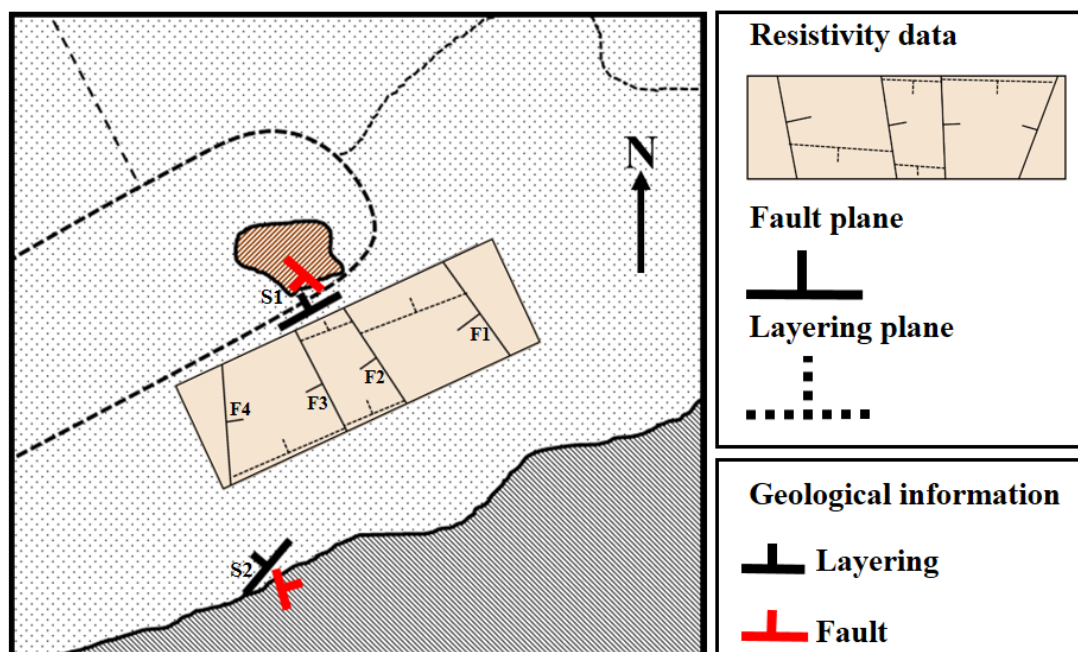 N
S1
F1
F2
F3
F4
S2
Resistivity data
Fault plane
Layering plane
Geological information
Layering
Fault